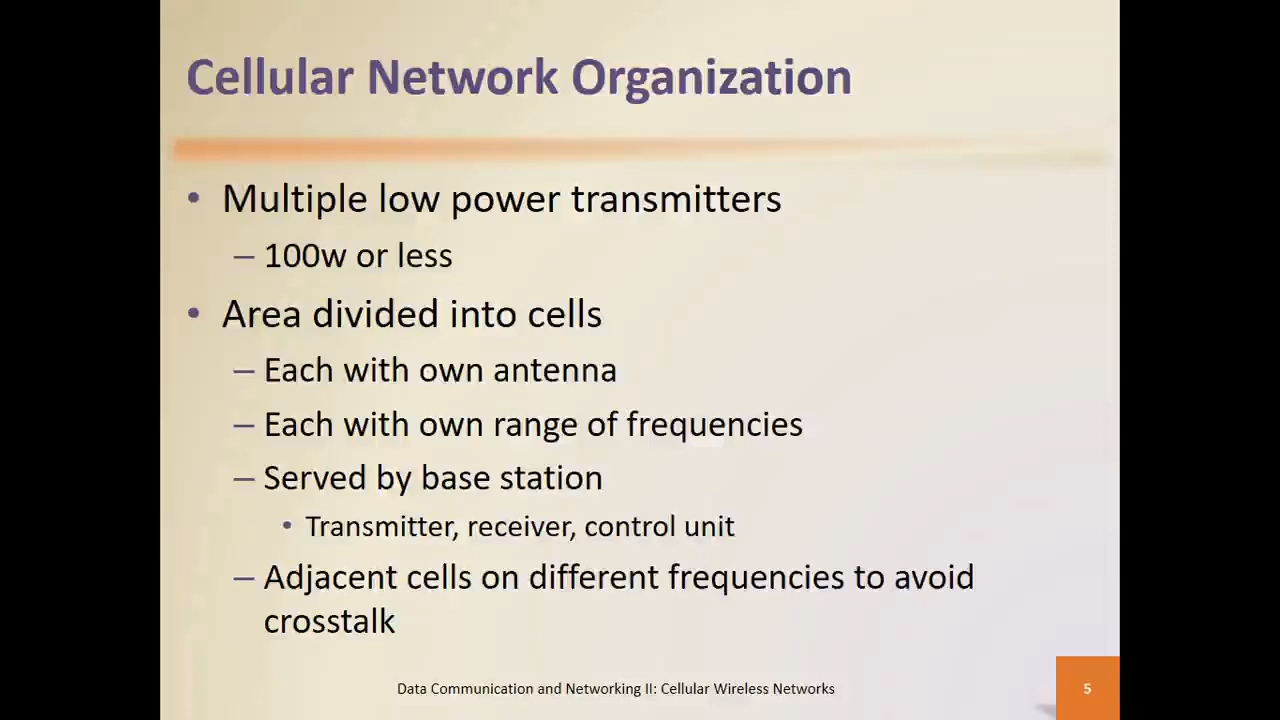 Cellular Network Organization
• Multiple low power transmitters
– 100w or less
• Area divided into cells
– Each with own antenna
– Each with own range of frequencies
– Served by base station
• Transmitter, receiver, control unit
– Adjacent cells on different frequencies to avoid
crosstalk
Data Communication and Networking II: Cellular Wireless Networks
5